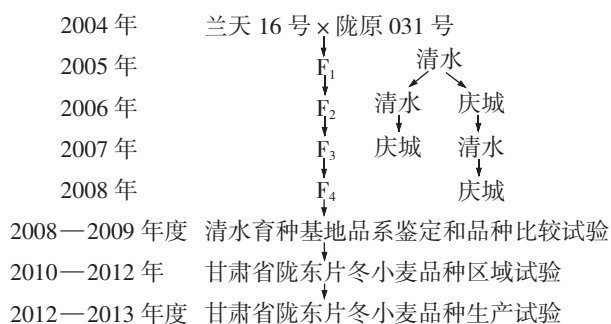 2004 年 兰天 16 号 × 陇原 031 号
2005 年 F1 清水
2006 年 F2 清水 庆城
2007 年 F3 庆城 清水
2008 年 F4 庆城
2008—2009 年度 清水育种基地品系鉴定和品种比较试验
2010—2012 年 甘肃省陇东片冬小麦品种区域试验
2012—2013 年度 甘肃省陇东片冬小麦品种生产试验